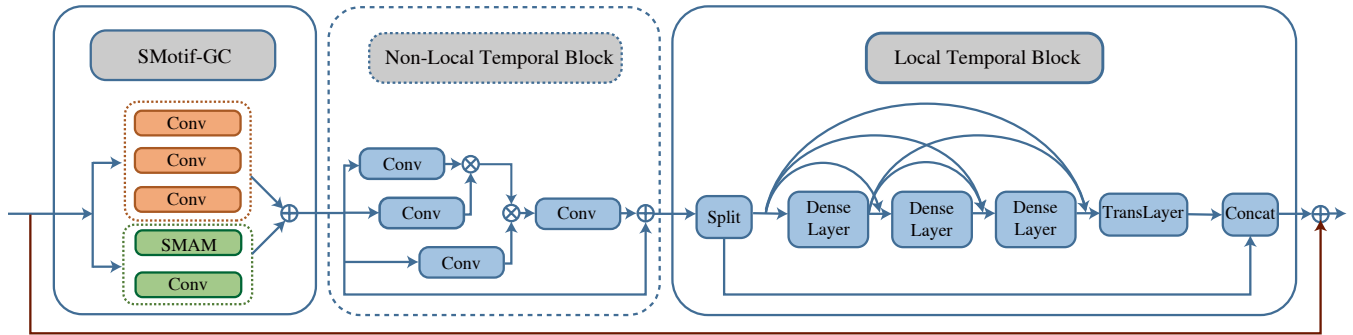 SMotif-GC
Conv
Conv
Conv
SMAM
Conv
Non-Local Temporal Block
Conv
Conv
Conv
Conv
Local Temporal Block
Split
Dense
Layer
Dense
Layer
Dense
Layer
TransLayer
Concat